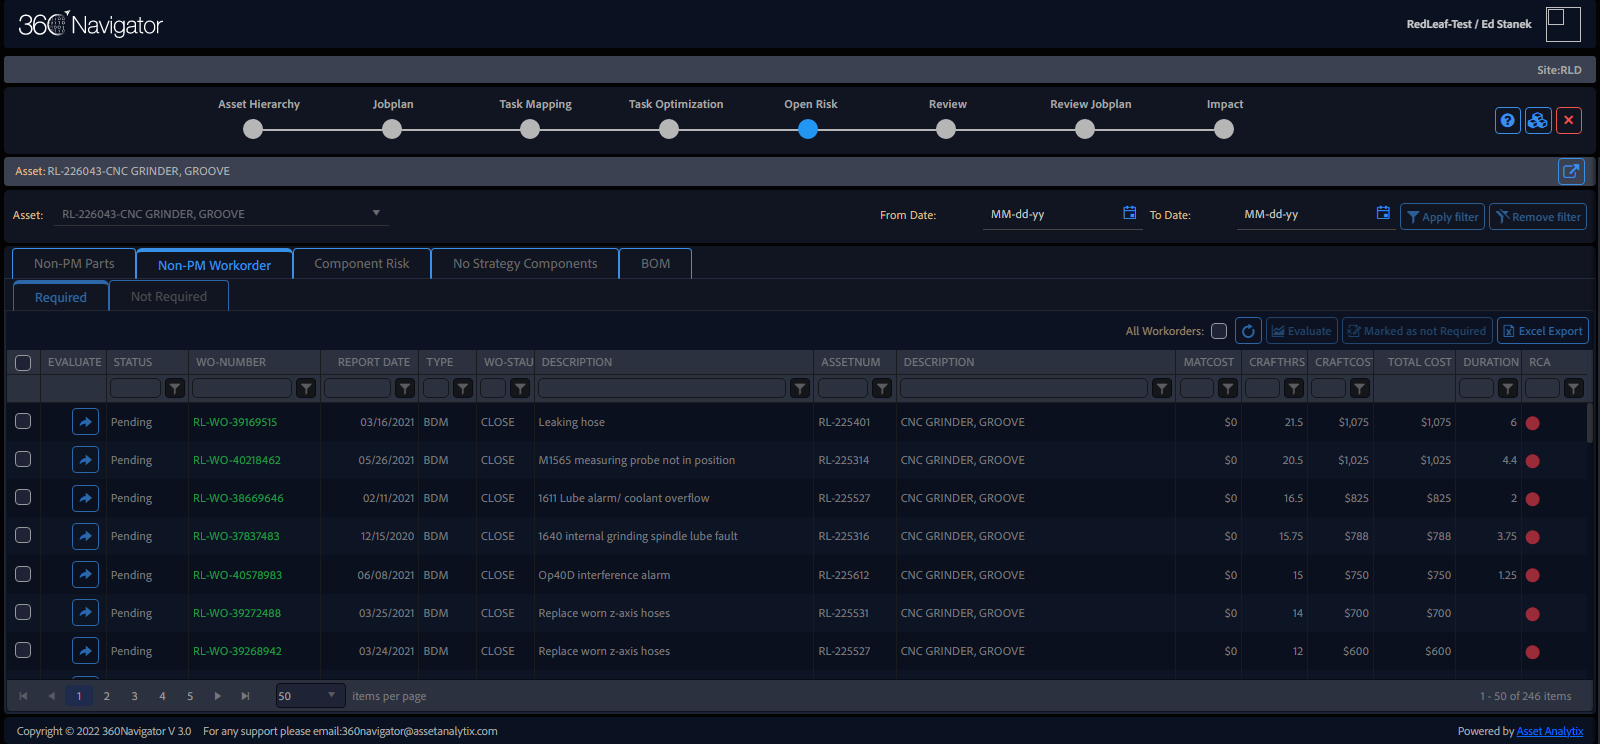 360 Navigator
RedLeaf-Test / Ed Stanek
Site:RLD
Asset Hierarchy Jobplan Task Mapping Task Optimization Open Risk Review Review Jobplan Impact
Asset: RL-226043-CNC GRINDER, GROOVE
Asset: RL-226043-CNC GRINDER, GROOVE From Date: MM-dd-yy To Date: MM-dd-yy Apply filter Remove filter
Non-PM Parts Non-PM Workorder Component Risk No Strategy Components BOM
Required Not Required
All Workorders: Evaluate Marked as not Required Excel Export
EVALUATE STATUS WO-NUMBER REPORT DATE TYPE WO-STAU DESCRIPTION ASSETNUM DESCRIPTION MATCOST CRAFTHRS CRAFTCOS TOTAL COST DURATION RCA
Pending RL-WO-39169515 03/16/2021 BDM CLOSE Leaking hose RL-225401 CNC GRINDER, GROOVE $0 21.5 $1,075 $1,075 6
Pending RL-WO-40218462 05/26/2021 BDM CLOSE M1565 measuring probe not in position RL-225314 CNC GRINDER, GROOVE $0 20.5 $1,025 $1,025 4.4
Pending RL-WO-38669646 02/11/2021 BDM CLOSE 1611 Lube alarm/ coolant overflow RL-225527 CNC GRINDER, GROOVE $0 16.5 $825 $825 2
Pending RL-WO-37837483 12/15/2020 BDM CLOSE 1640 internal grinding spindle lube fault RL-225316 CNC GRINDER, GROOVE $0 15.75 $788 $788 3.75
Pending RL-WO-40578983 06/08/2021 BDM CLOSE Op40D interference alarm RL-225612 CNC GRINDER, GROOVE $0 15 $750 $750 1.25
Pending RL-WO-39272488 03/25/2021 BDM CLOSE Replace worn z-axis hoses RL-225531 CNC GRINDER, GROOVE $0 14 $700 $700
Pending RL-WO-39268942 03/24/2021 BDM CLOSE Replace worn z-axis hoses RL-225527 CNC GRINDER, GROOVE $0 12 $600 $600
1 2 3 4 5 50 items per page 1 - 50 of 246 items
Copyright © 2022 360Navigator V 3.0 For any support please email:360navigator@assetanalytix.com Powered by Asset Analytix